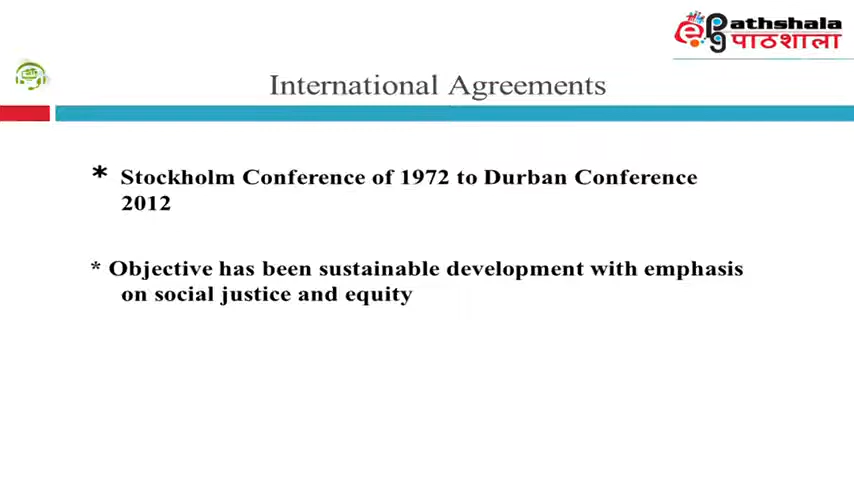 athshala
पाठशाला
International Agreements
* Stockholm Conference of 1972 to Durban Conference
2012
* Objective has been sustainable development with emphasis
on social justice and equity